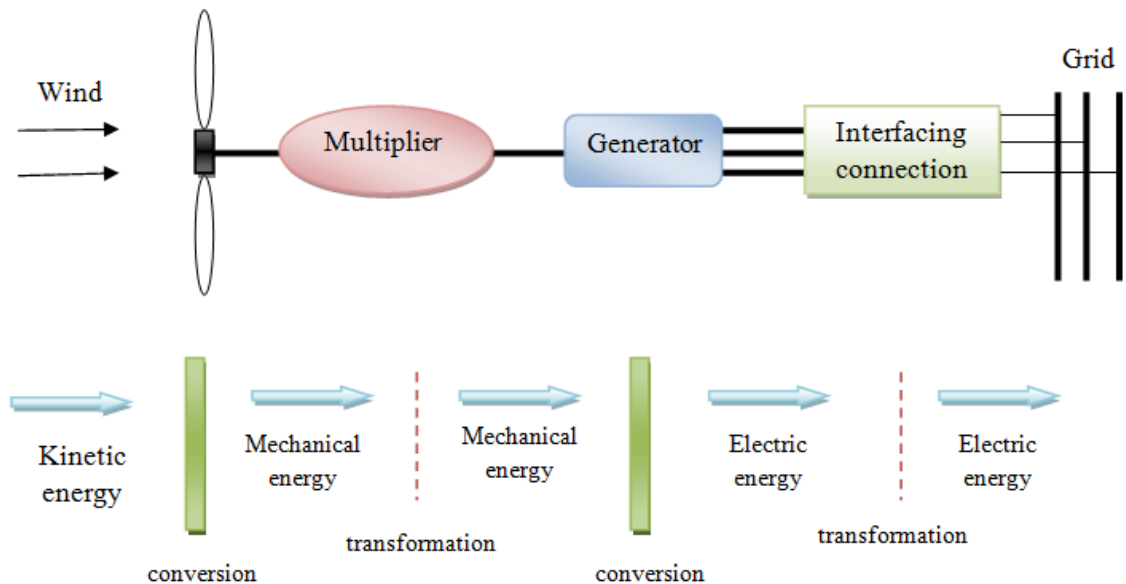 Grid
Wind
Multiplier
Generator
Interfacing
connection
Kinetic
energy
Mechanical
energy
Mechanical
energy
Electric
energy
Electric
energy
conversion
transformation
conversion
transformation